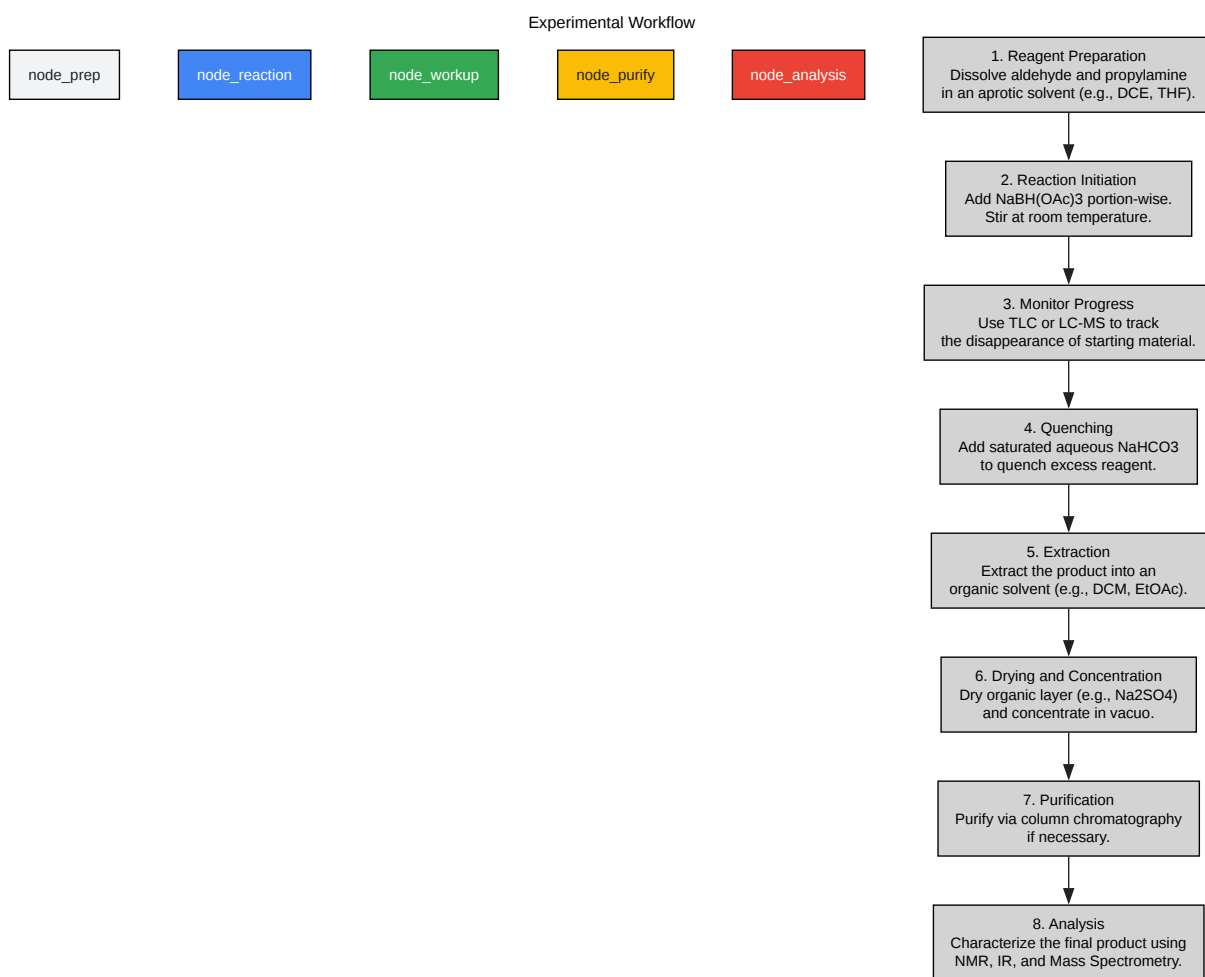 Experimental Workflow
node_prep
node_reaction
node_workup
node_purify
node_analysis
1. Reagent Preparation
Dissolve aldehyde and propylamine
in an aprotic solvent (e.g., DCE, THF).
2. Reaction Initiation
Add NaBH(OAc)3 portion-wise.
Stir at room temperature.
3. Monitor Progress
Use TLC or LC-MS to track
the disappearance of starting material.
4. Quenching
Add saturated aqueous NaHCO3
to quench excess reagent.
5. Extraction
Extract the product into an
organic solvent (e.g., DCM, EtOAc).
6. Drying and Concentration
Dry organic layer (e.g., Na2SO4)
and concentrate in vacuo.
7. Purification
Purify via column chromatography
if necessary.
8. Analysis
Characterize the final product using
NMR, IR, and Mass Spectrometry.